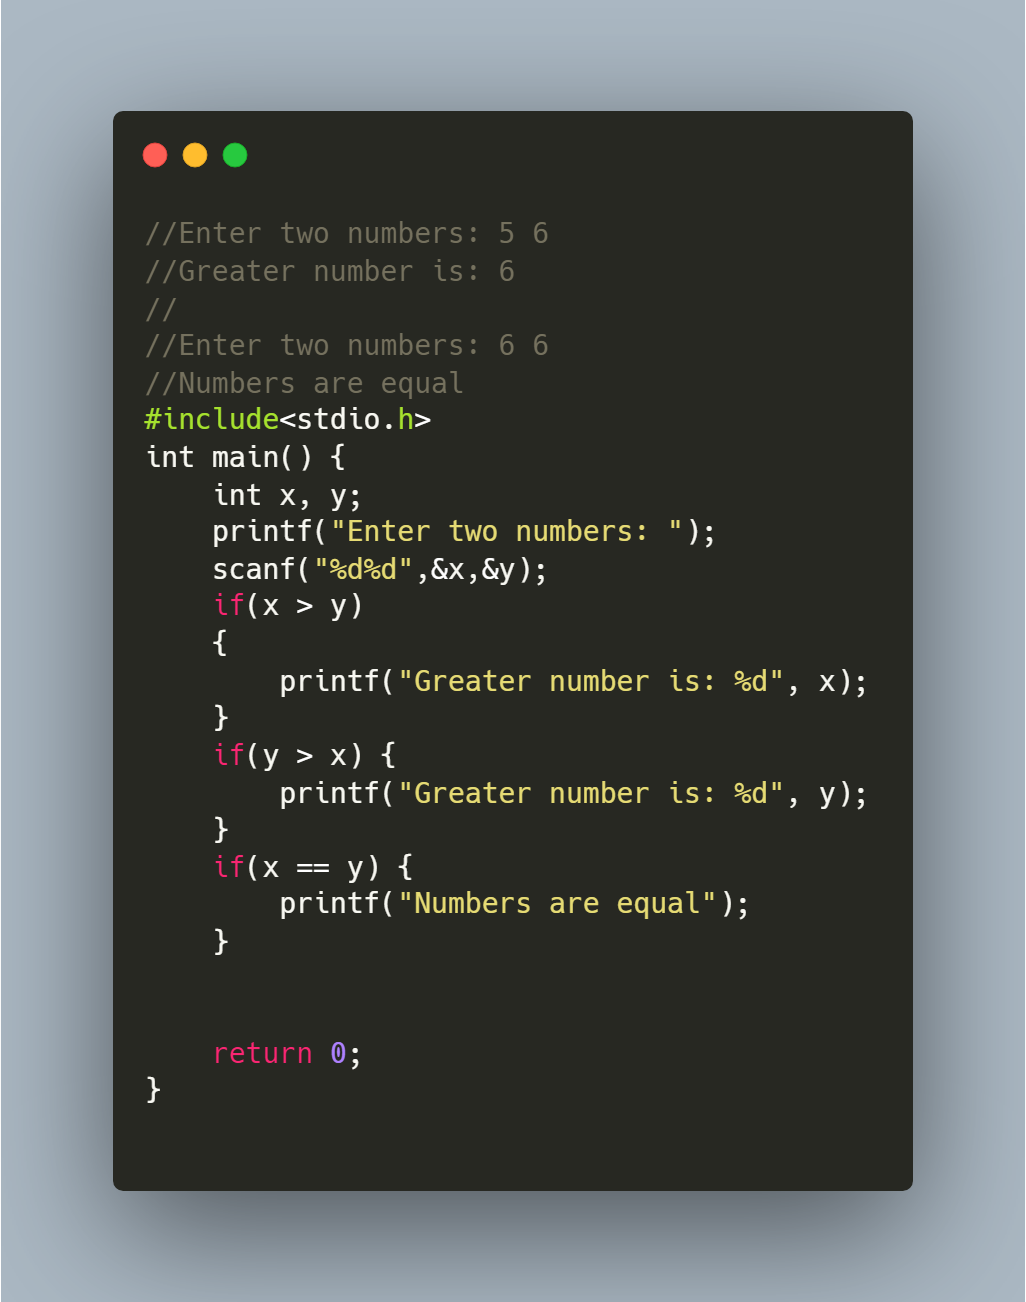 //Enter two numbers: 5 6
//Greater number is: 6
//
//Enter two numbers: 6 6
//Numbers are equal
#include<stdio.h>
int main() {
    int x, y;
    printf("Enter two numbers: ");
    scanf("%d%d",&x,&y);
    if(x > y)
    {
        printf("Greater number is: %d", x);
    }
    if(y > x) {
        printf("Greater number is: %d", y);
    }
    if(x == y) {
        printf("Numbers are equal");
    }
    return 0;
}